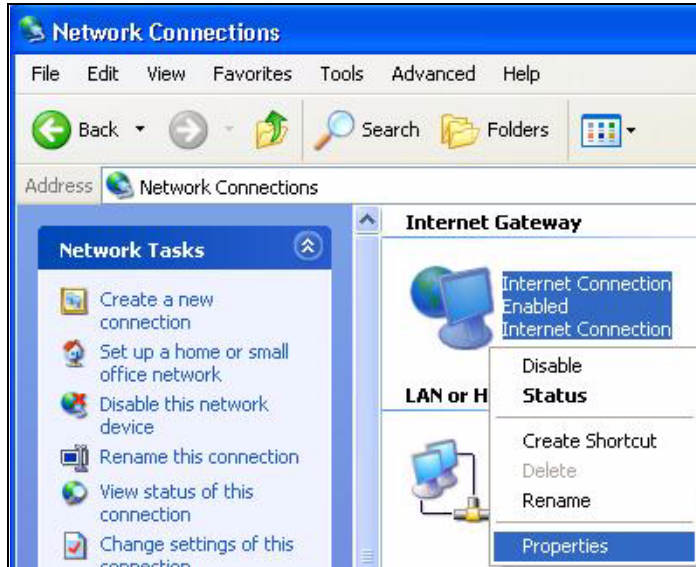 Network Connections
File Edit View Favorites Tools Advanced Help
Back Search Folders
Address Network Connections
Network Tasks
Create a new
connection
Set up a home or small
office network
Disable this network
device
Rename this connection
View status of this
connection
Change settings of this
connection
Internet Gateway
Internet Connection
Enabled
Internet Connection
LAN or H
Disable
Status
Create Shortcut
Delete
Rename
Properties